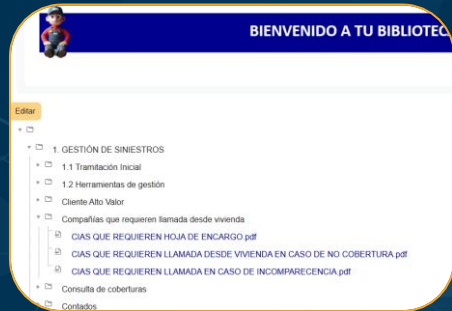 BIENVENIDO A TU BIBLIOTEC
Editar
1. GESTIÓN DE SINIESTROS
1.1 Tramitación Inicial
1.2 Herramientas de gestión
Cliente Alto Valor
Compañías que requieren llamada desde vivienda
CIAS QUE REQUIEREN HOJA DE ENCARGO.pdf
CIAS QUE REQUIEREN LLAMADA DESDE VIVIENDA EN CASO DE NO COBERTURA.pdf
CIAS QUE REQUIEREN LLAMADA EN CASO DE INCOMPARECENCIA.pdf
Consulta de coberturas
Contados